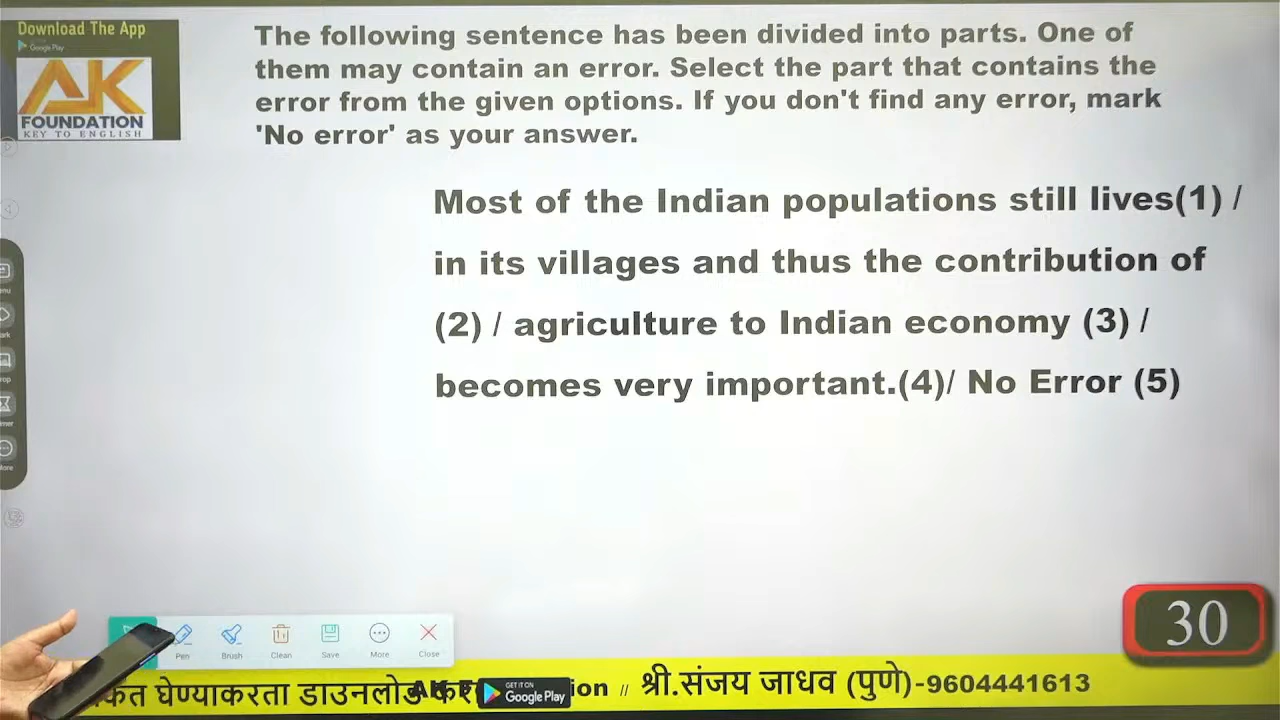 Download The App
Google Play
AK
FOUNDATION
KEY TO ENGLISH
The following sentence has been divided into parts. One of
them may contain an error. Select the part that contains the
error from the given options. If you don't find any error, mark
'No error' as your answer.
Most of the Indian populations still lives(1) /
in its villages and thus the contribution of
(2) / agriculture to Indian economy (3) /
becomes very important.(4)/ No Error (5)
30
Pen Brush Clean Save More Close
घेण्याकरता डाउनलोड
GET IT ON
Google Play
// श्री.संजय जाधव (पुणे)-9604441613